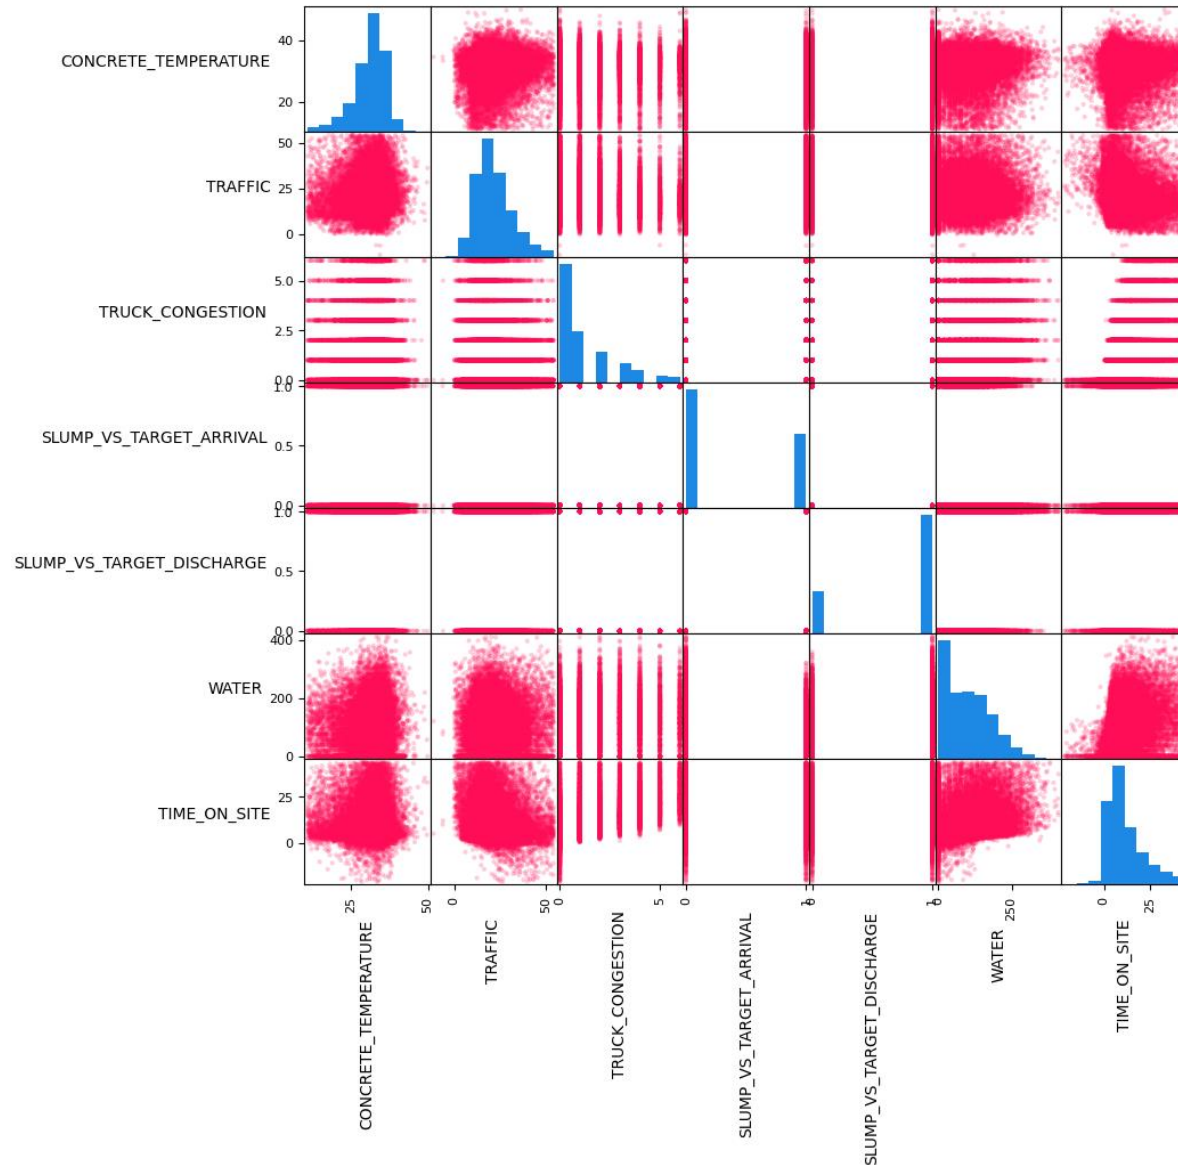 CONCRETE_TEMPERATURE
40
20
TRAFFIC
50
25
0
TRUCK_CONGESTION
5.0
2.5
0.0
SLUMP_VS_TARGET_ARRIVAL
1.0
0.5
0.0
SLUMP_VS_TARGET_DISCHARGE
1.0
0.5
0.0
WATER
400
200
0
TIME_ON_SITE
25
0
25
50
0
50
0
5
0
1
0
1
0
250
0
25
CONCRETE_TEMPERATURE
TRAFFIC
TRUCK_CONGESTION
SLUMP_VS_TARGET_ARRIVAL
SLUMP_VS_TARGET_DISCHARGE
WATER
TIME_ON_SITE